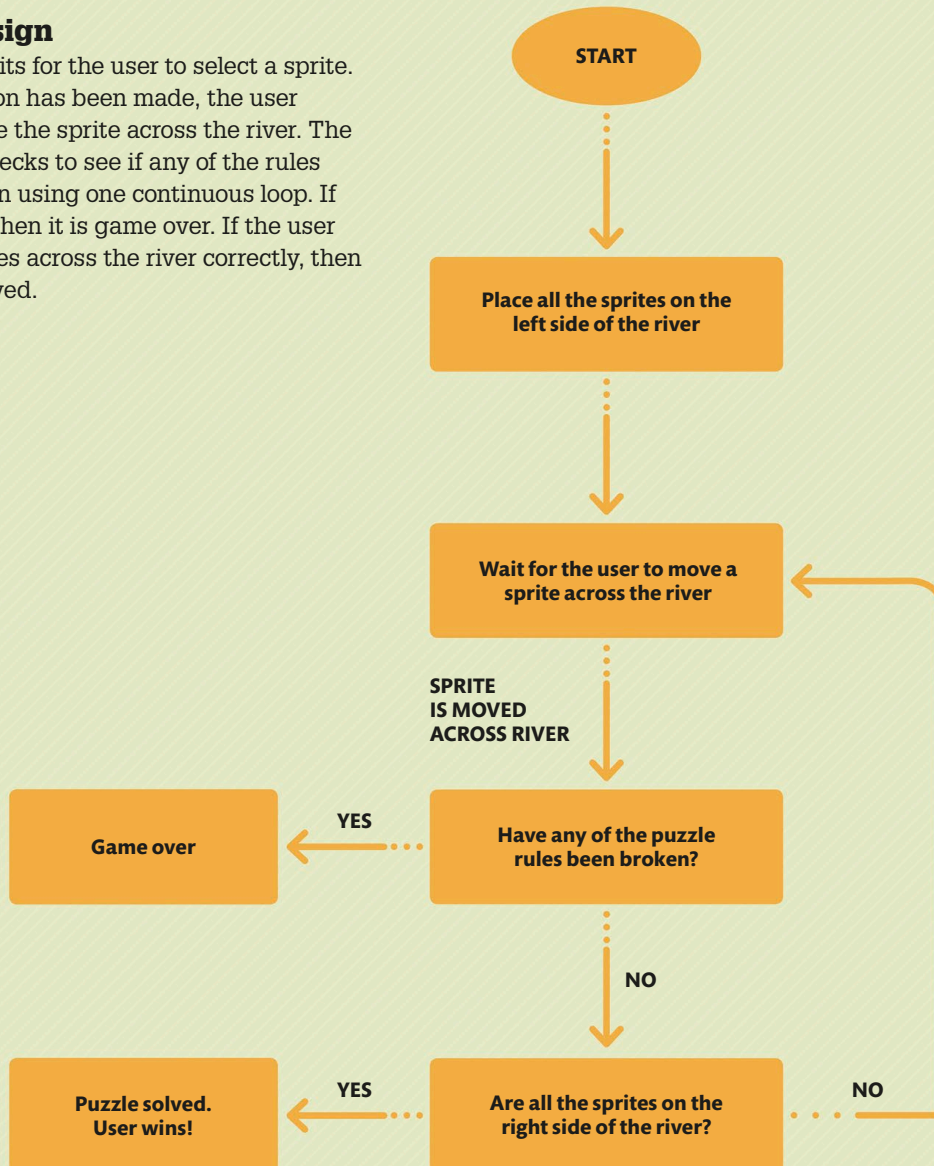 sign
its for the user to select a sprite.
on has been made, the user
e the sprite across the river. The
ecks to see if any of the rules
n using one continuous loop. If
hen it is game over. If the user
es across the river correctly, then
ved.
START
Place all the sprites on the
left side of the river
Wait for the user to move a
sprite across the river
SPRITE
IS MOVED
ACROSS RIVER
Have any of the puzzle
rules been broken?
YES
Game over
NO
Are all the sprites on the
right side of the river?
YES
Puzzle solved.
User wins!
NO